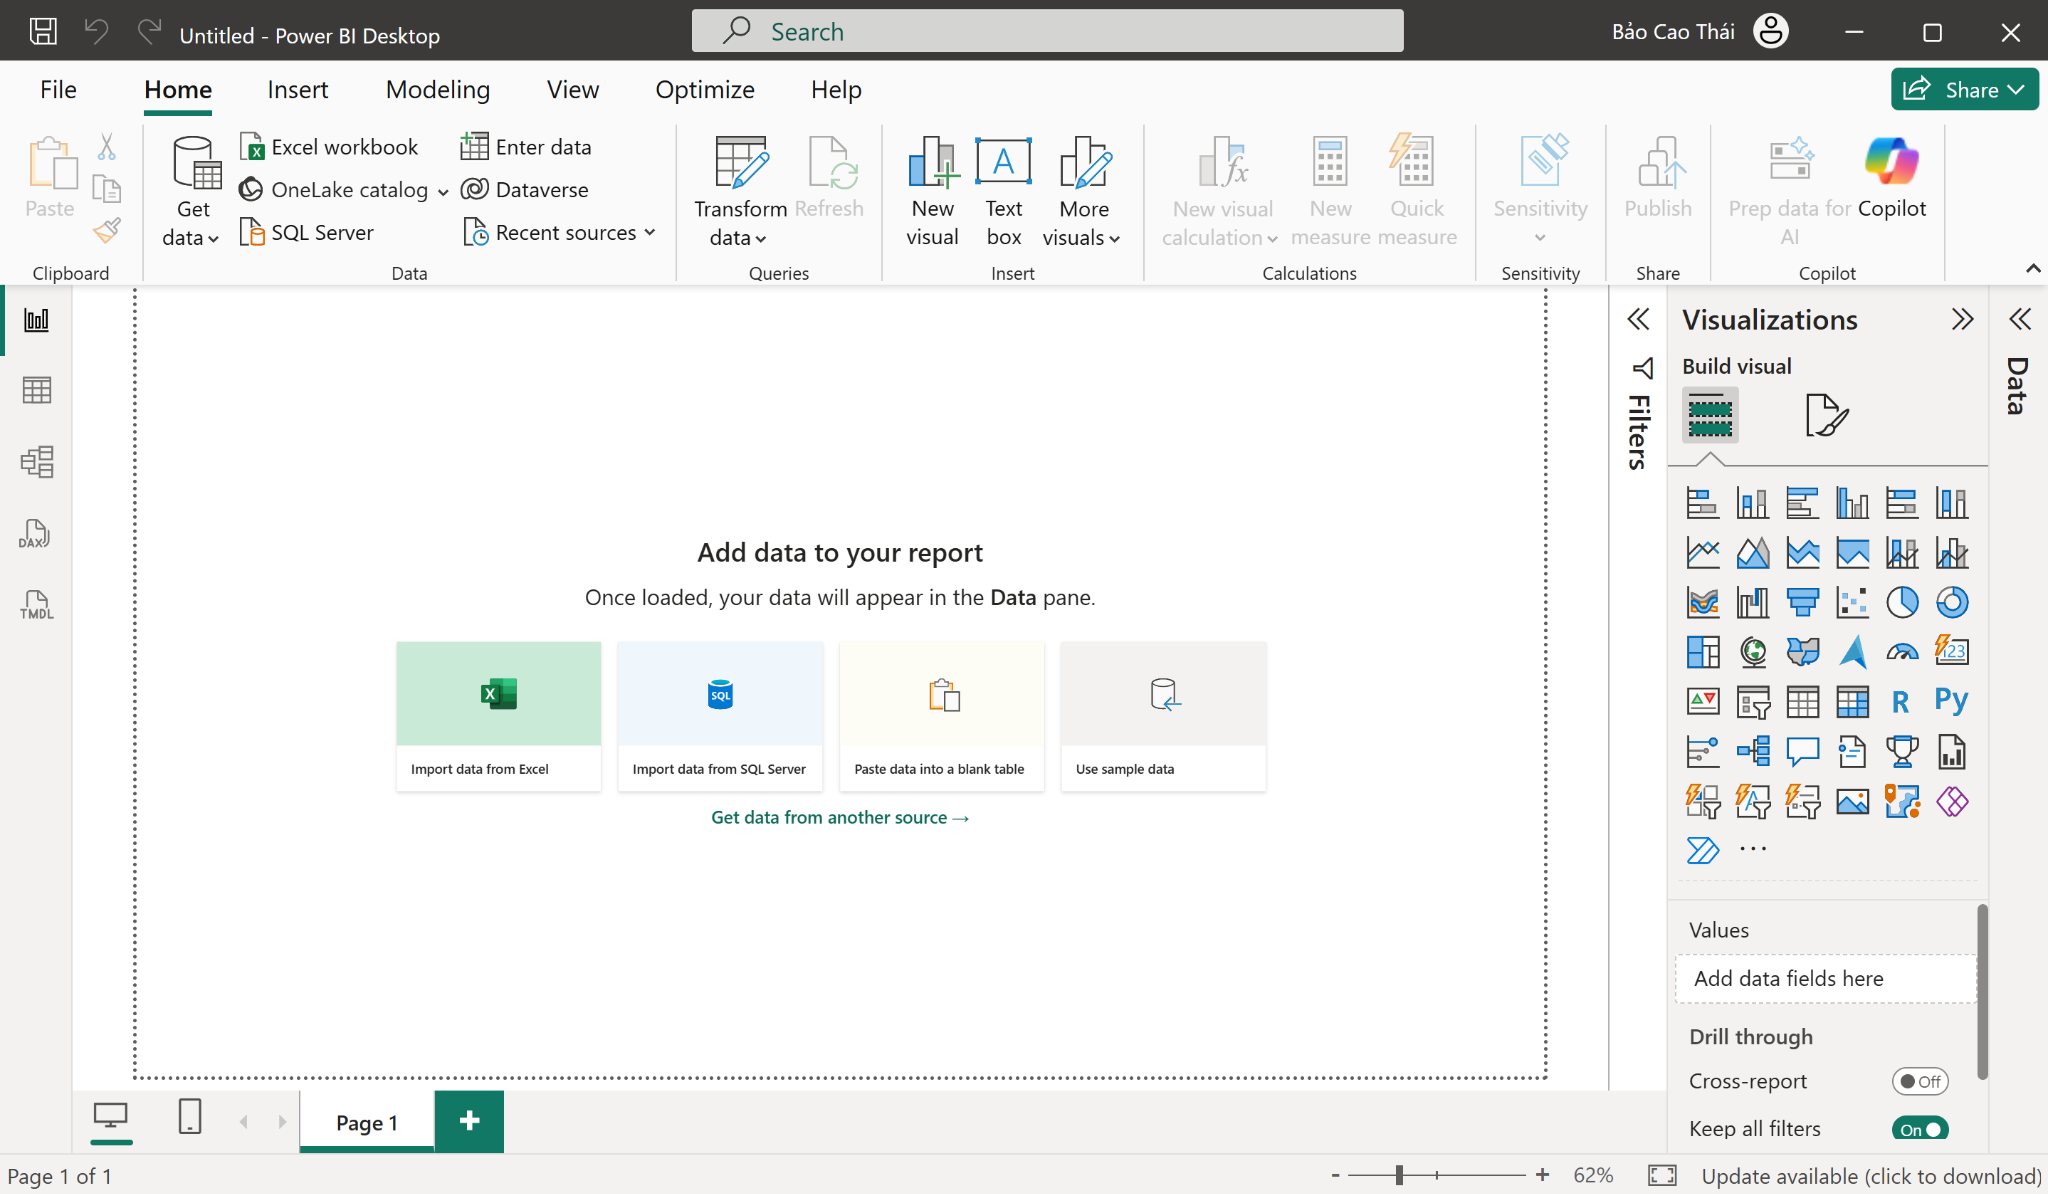 Untitled - Power BI Desktop
Search
Bảo Cao Thái
File
Home
Insert
Modeling
View
Optimize
Help
Share
Paste
Clipboard
Get
data
Excel workbook
OneLake catalog
SQL Server
Enter data
Dataverse
Recent sources
Data
Transform
data
Refresh
Queries
New
visual
A
Text
box
More
visuals
Insert
fx
New visual
calculation
New
measure
Quick
measure
Calculations
Sensitivity
Sensitivity
Publish
Share
Prep data for
AI
Copilot
Copilot
DAX
TMDL
Add data to your report
Once loaded, your data will appear in the Data pane.
X
SQL
Import data from Excel
Import data from SQL Server
Paste data into a blank table
Use sample data
Get data from another source →
Filters
Visualizations
Build visual
123
R
Py
A
...
Values
Add data fields here
Drill through
Cross-report
Off
Keep all filters
On
Data
Page 1
+
Page 1 of 1
-
+
62%
Update available (click to download)